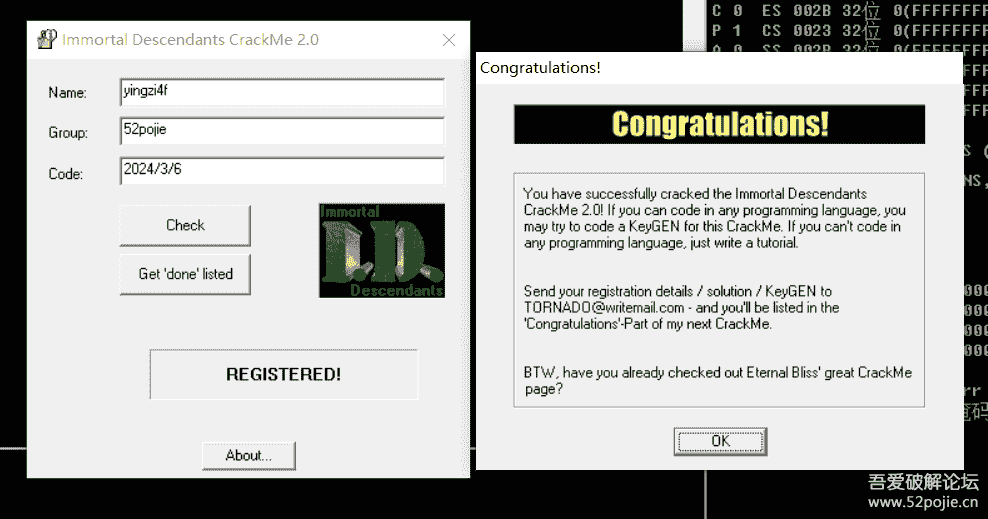 Immortal Descendants CrackMe 2.0
Name:
yingzi4f
Group:
52pojie
Code:
2024/3/6
Check
Get 'done' listed
Immortal
I.D.
Descendants
REGISTERED!
About...
Congratulations!
Congratulations!
You have successfully cracked the Immortal Descendants
CrackMe 2.0! If you can code in any programming language, you
may try to code a KeyGEN for this CrackMe. If you can't code in
any programming language, just write a tutorial.
Send your registration details / solution / KeyGEN to
TORNADO@writemail.com - and you'll be listed in the
'Congratulations'-Part of my next CrackMe.
BTW, have you already checked out Eternal Bliss' great CrackMe
page?
OK
C 0 ES 002B 32位 0(FFFFFFFF
P 1 CS 0023 32位 0(FFFFFFFF
吾爱破解论坛
www.52pojie.cn